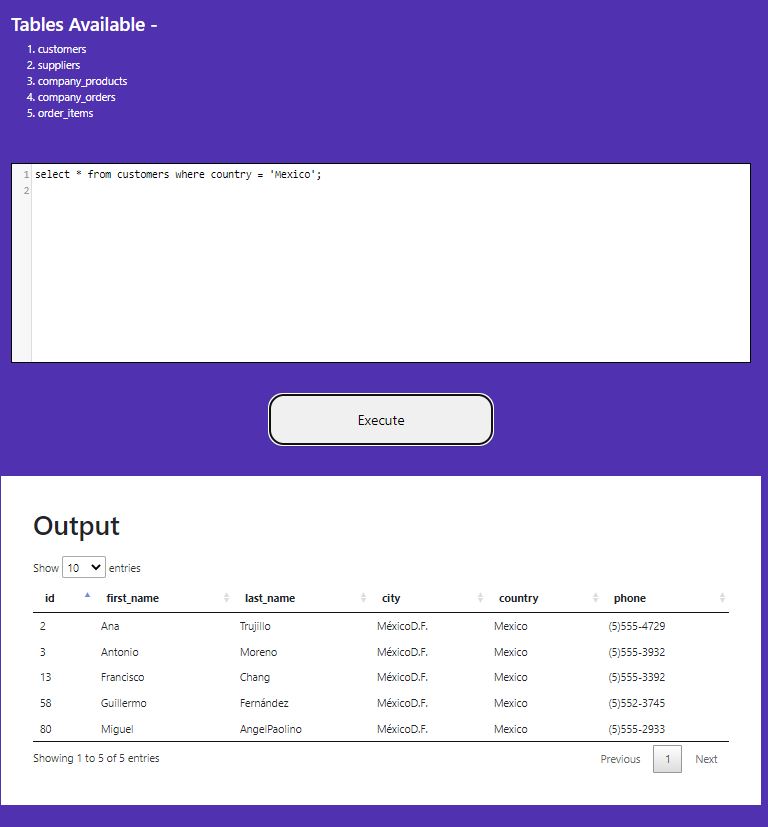 Tables Available -
1. customers
2. suppliers
3. company_products
4. company_orders
5. order_items
1 select * from customers where country = 'Mexico';
2
Execute
Output
Show 10 entries
id first_name last_name city country phone
2 Ana Trujillo MéxicoD.F. Mexico (5)555-4729
3 Antonio Moreno MéxicoD.F. Mexico (5)555-3932
13 Francisco Chang MéxicoD.F. Mexico (5)555-3392
58 Guillermo Fernández MéxicoD.F. Mexico (5)552-3745
80 Miguel AngelPaolino MéxicoD.F. Mexico (5)555-2933
Showing 1 to 5 of 5 entries Previous 1 Next